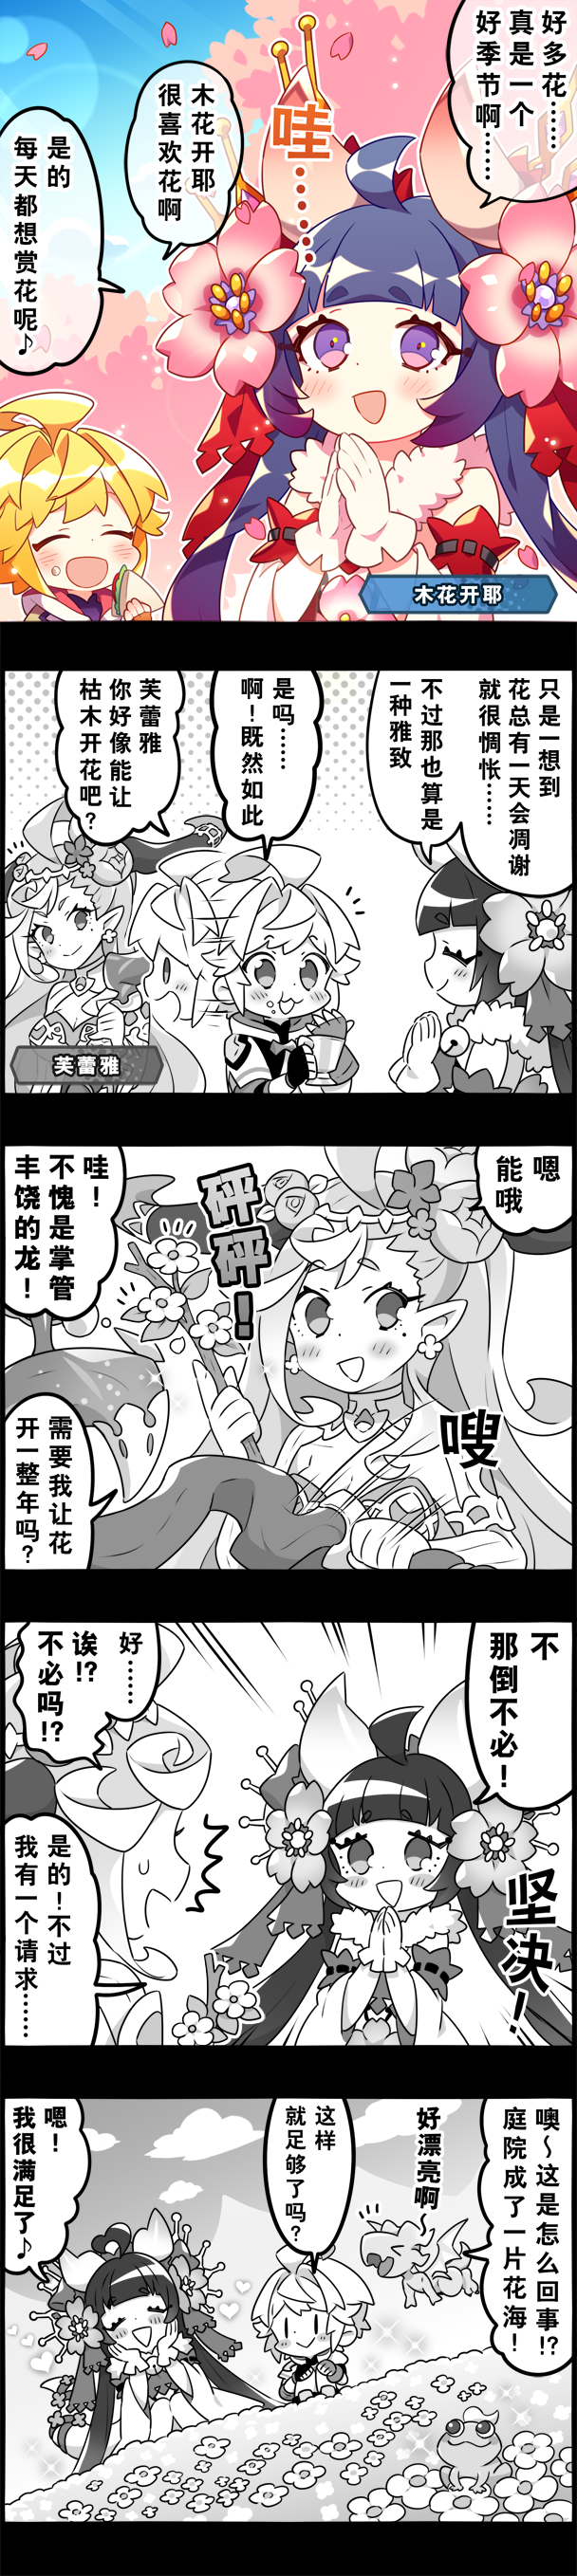 好多花……
真是一个
好季节啊……
哇……
木花开耶
很喜欢花啊
是的
每天都想赏花呢♪
木花开耶
只是一想到
花总有一天会凋谢
就很惆怅……
不过那也算是
一种雅致
是吗……
啊！既然如此
芙蕾雅
你好像能让
枯木开花吧？
芙蕾雅
嗯
能哦
砰砰！
哇！
不愧是掌管
丰饶的龙！
嗖
需要我让花
开一整年吗？
不
那倒不必！
坚决！
好……
诶!?
不必吗!?
是的！不过
我有一个请求……
噢～这是怎么回事!?
庭院成了一片花海！
好漂亮啊～
这样
就足够了吗？
嗯！
我很满足了♪